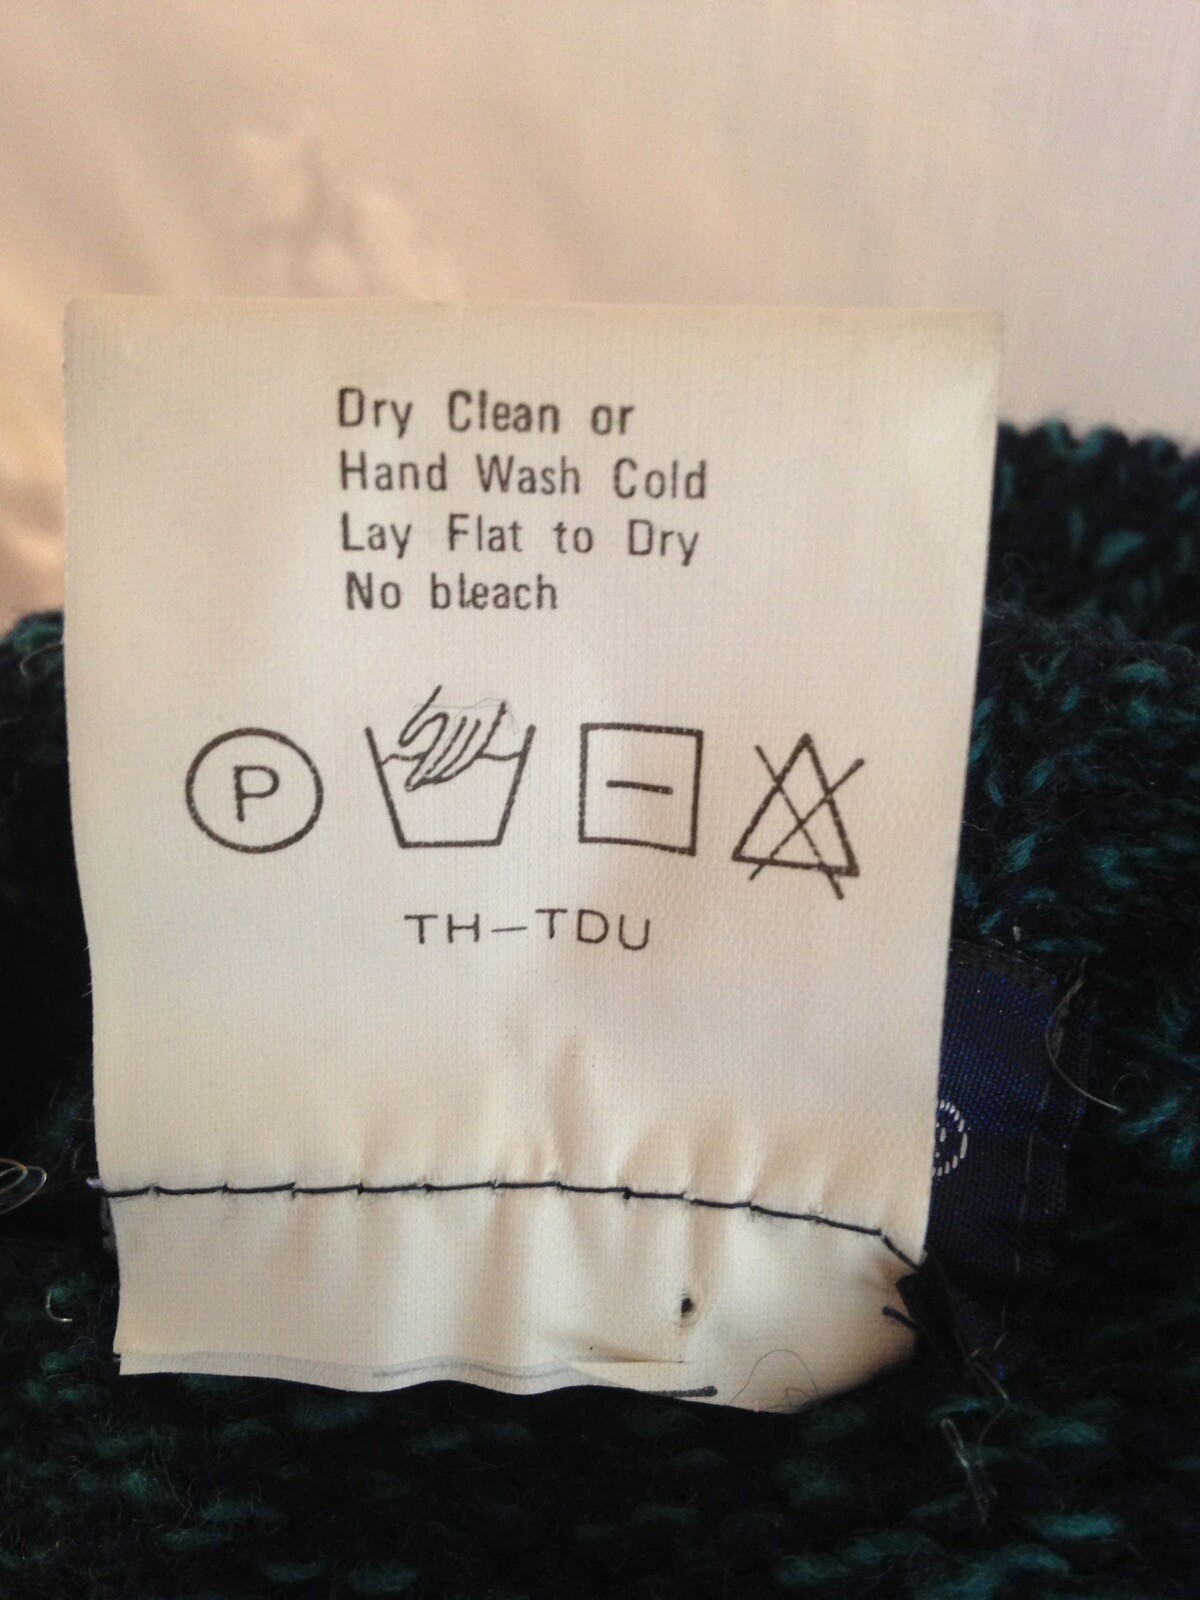 Dry Clean or
Hand Wash Cold
Lay Flat to Dry
No bleach
P
TH-TDU